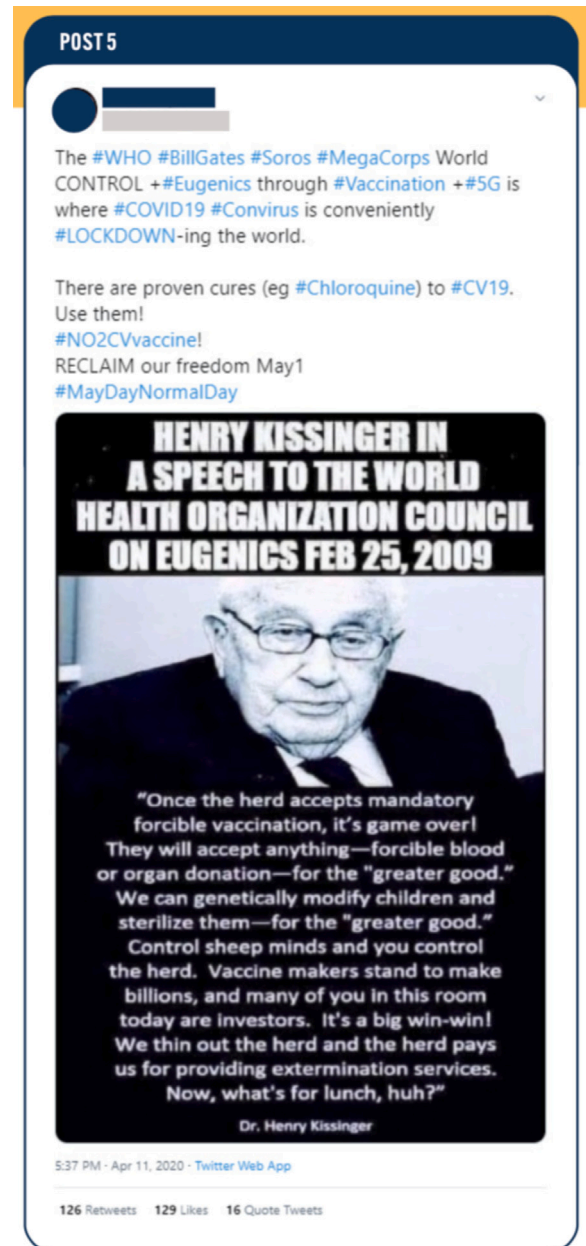 POST 5
The #WHO #BillGates #Soros #MegaCorps World
CONTROL +#Eugenics through #Vaccination +#5G is
where #COVID19 #Convirus is conveniently
#LOCKDOWN-ing the world.
There are proven cures (eg #Chloroquine) to #CV19.
Use them!
#NO2CVvaccine!
RECLAIM our freedom May1
#MayDayNormalDay
HENRY KISSINGER IN
A SPEECH TO THE WORLD
HEALTH ORGANIZATION COUNCIL
ON EUGENICS FEB 25, 2009
"Once the herd accepts mandatory
forcible vaccination, it's game over!
They will accept anything—forcible blood
or organ donation—for the "greater good."
We can genetically modify children and
sterilize them—for the "greater good."
Control sheep minds and you control
the herd. Vaccine makers stand to make
billions, and many of you in this room
today are investors. It's a big win-win!
We thin out the herd and the herd pays
us for providing extermination services.
Now, what's for lunch, huh?"
Dr. Henry Kissinger
5:37 PM · Apr 11, 2020 · Twitter Web App
126 Retweets 129 Likes 16 Quote Tweets